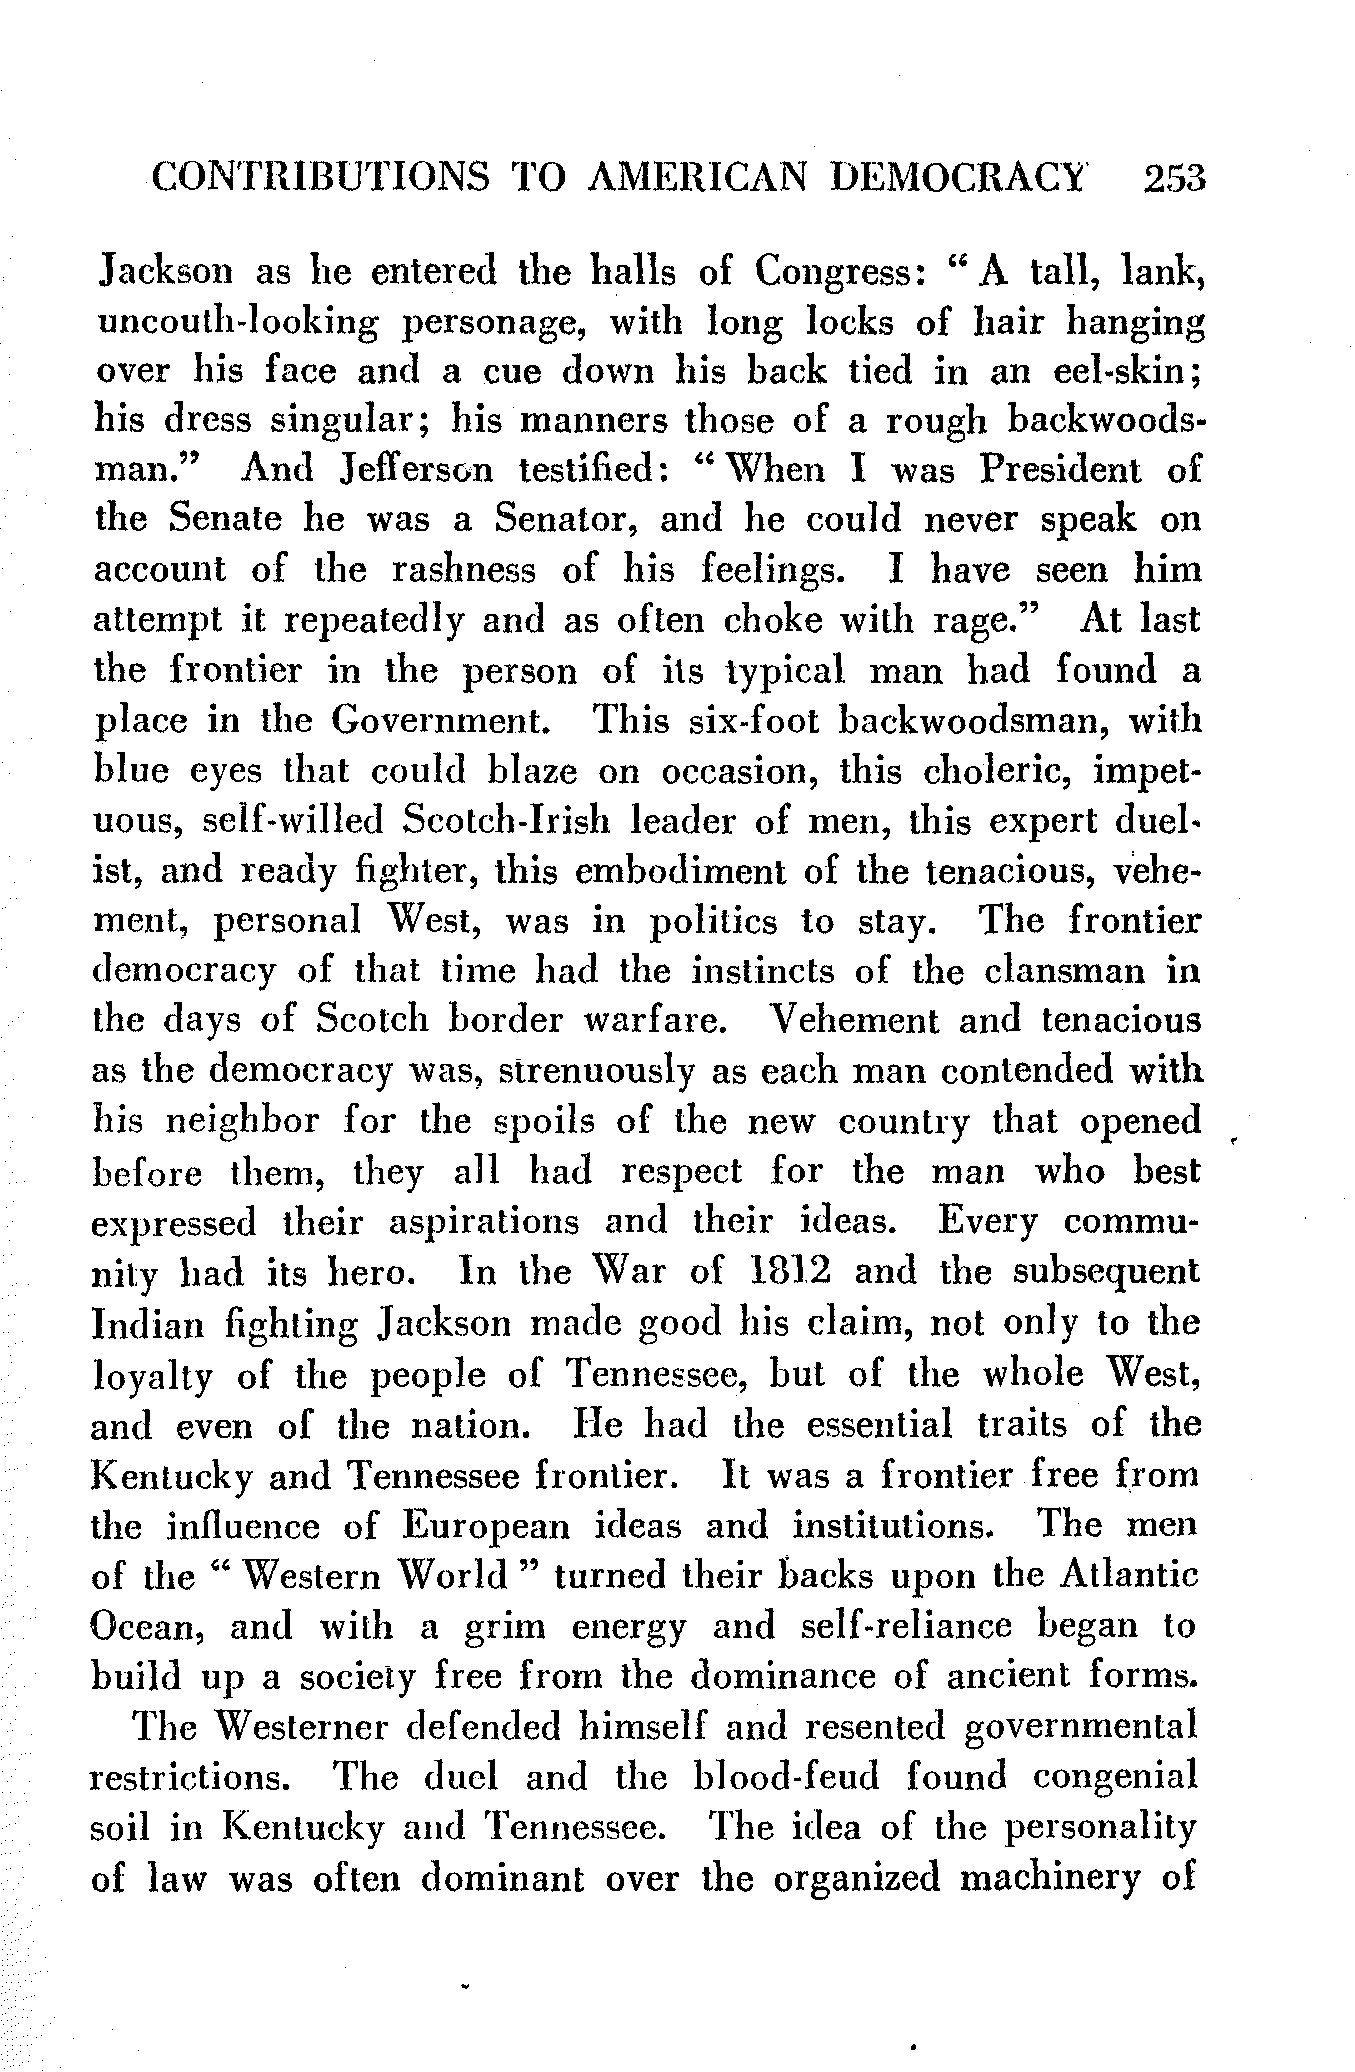 CONTRIBUTIONS TO AMERICAN DEMOCRACY 253
Jackson as he entered the halls of Congress: “ A tall, lank,
uncouth-looking personage, with long locks of hair hanging
over his face and a cue down his back tied in an eel-skin;
his dress singular; his manners those of a rough backwoods-
man.” And Jefferson testified: “ When I was President of
the Senate he was a Senator, and he could never speak on
account of the rashness of his feelings. I have seen him
attempt it repeatedly and as often choke with rage.” At last
the frontier in the person of its typical man had found a
place in the Government. This six-foot backwoodsman, with
blue eyes that could blaze on occasion, this choleric, impet-
uous, self-willed Scotch-Irish leader of men, this expert duel-
ist, and ready fighter, this embodiment of the tenacious, vehe-
ment, personal West, was in politics to stay. The frontier
democracy of that time had the instincts of the clansman in
the days of Scotch border warfare. Vehement and tenacious
as the democracy was, strenuously as each man contended with
his neighbor for the spoils of the new country that opened
before them, they all had respect for the man who best
expressed their aspirations and their ideas. Every commu-
nity had its hero. In the War of 1812 and the subsequent
Indian fighting Jackson made good his claim, not only to the
loyalty of the people of Tennessee, but of the whole West,
and even of the nation. He had the essential traits of the
Kentucky and Tennessee frontier. It was a frontier free from
the influence of European ideas and institutions. The men
of the “ Western World ” turned their backs upon the Atlantic
Ocean, and with a grim energy and self-reliance began to
build up a society free from the dominance of ancient forms.
The Westerner defended himself and resented governmental
restrictions. The duel and the blood-feud found congenial
soil in Kentucky and Tennessee. The idea of the personality
of law was often dominant over the organized machinery of